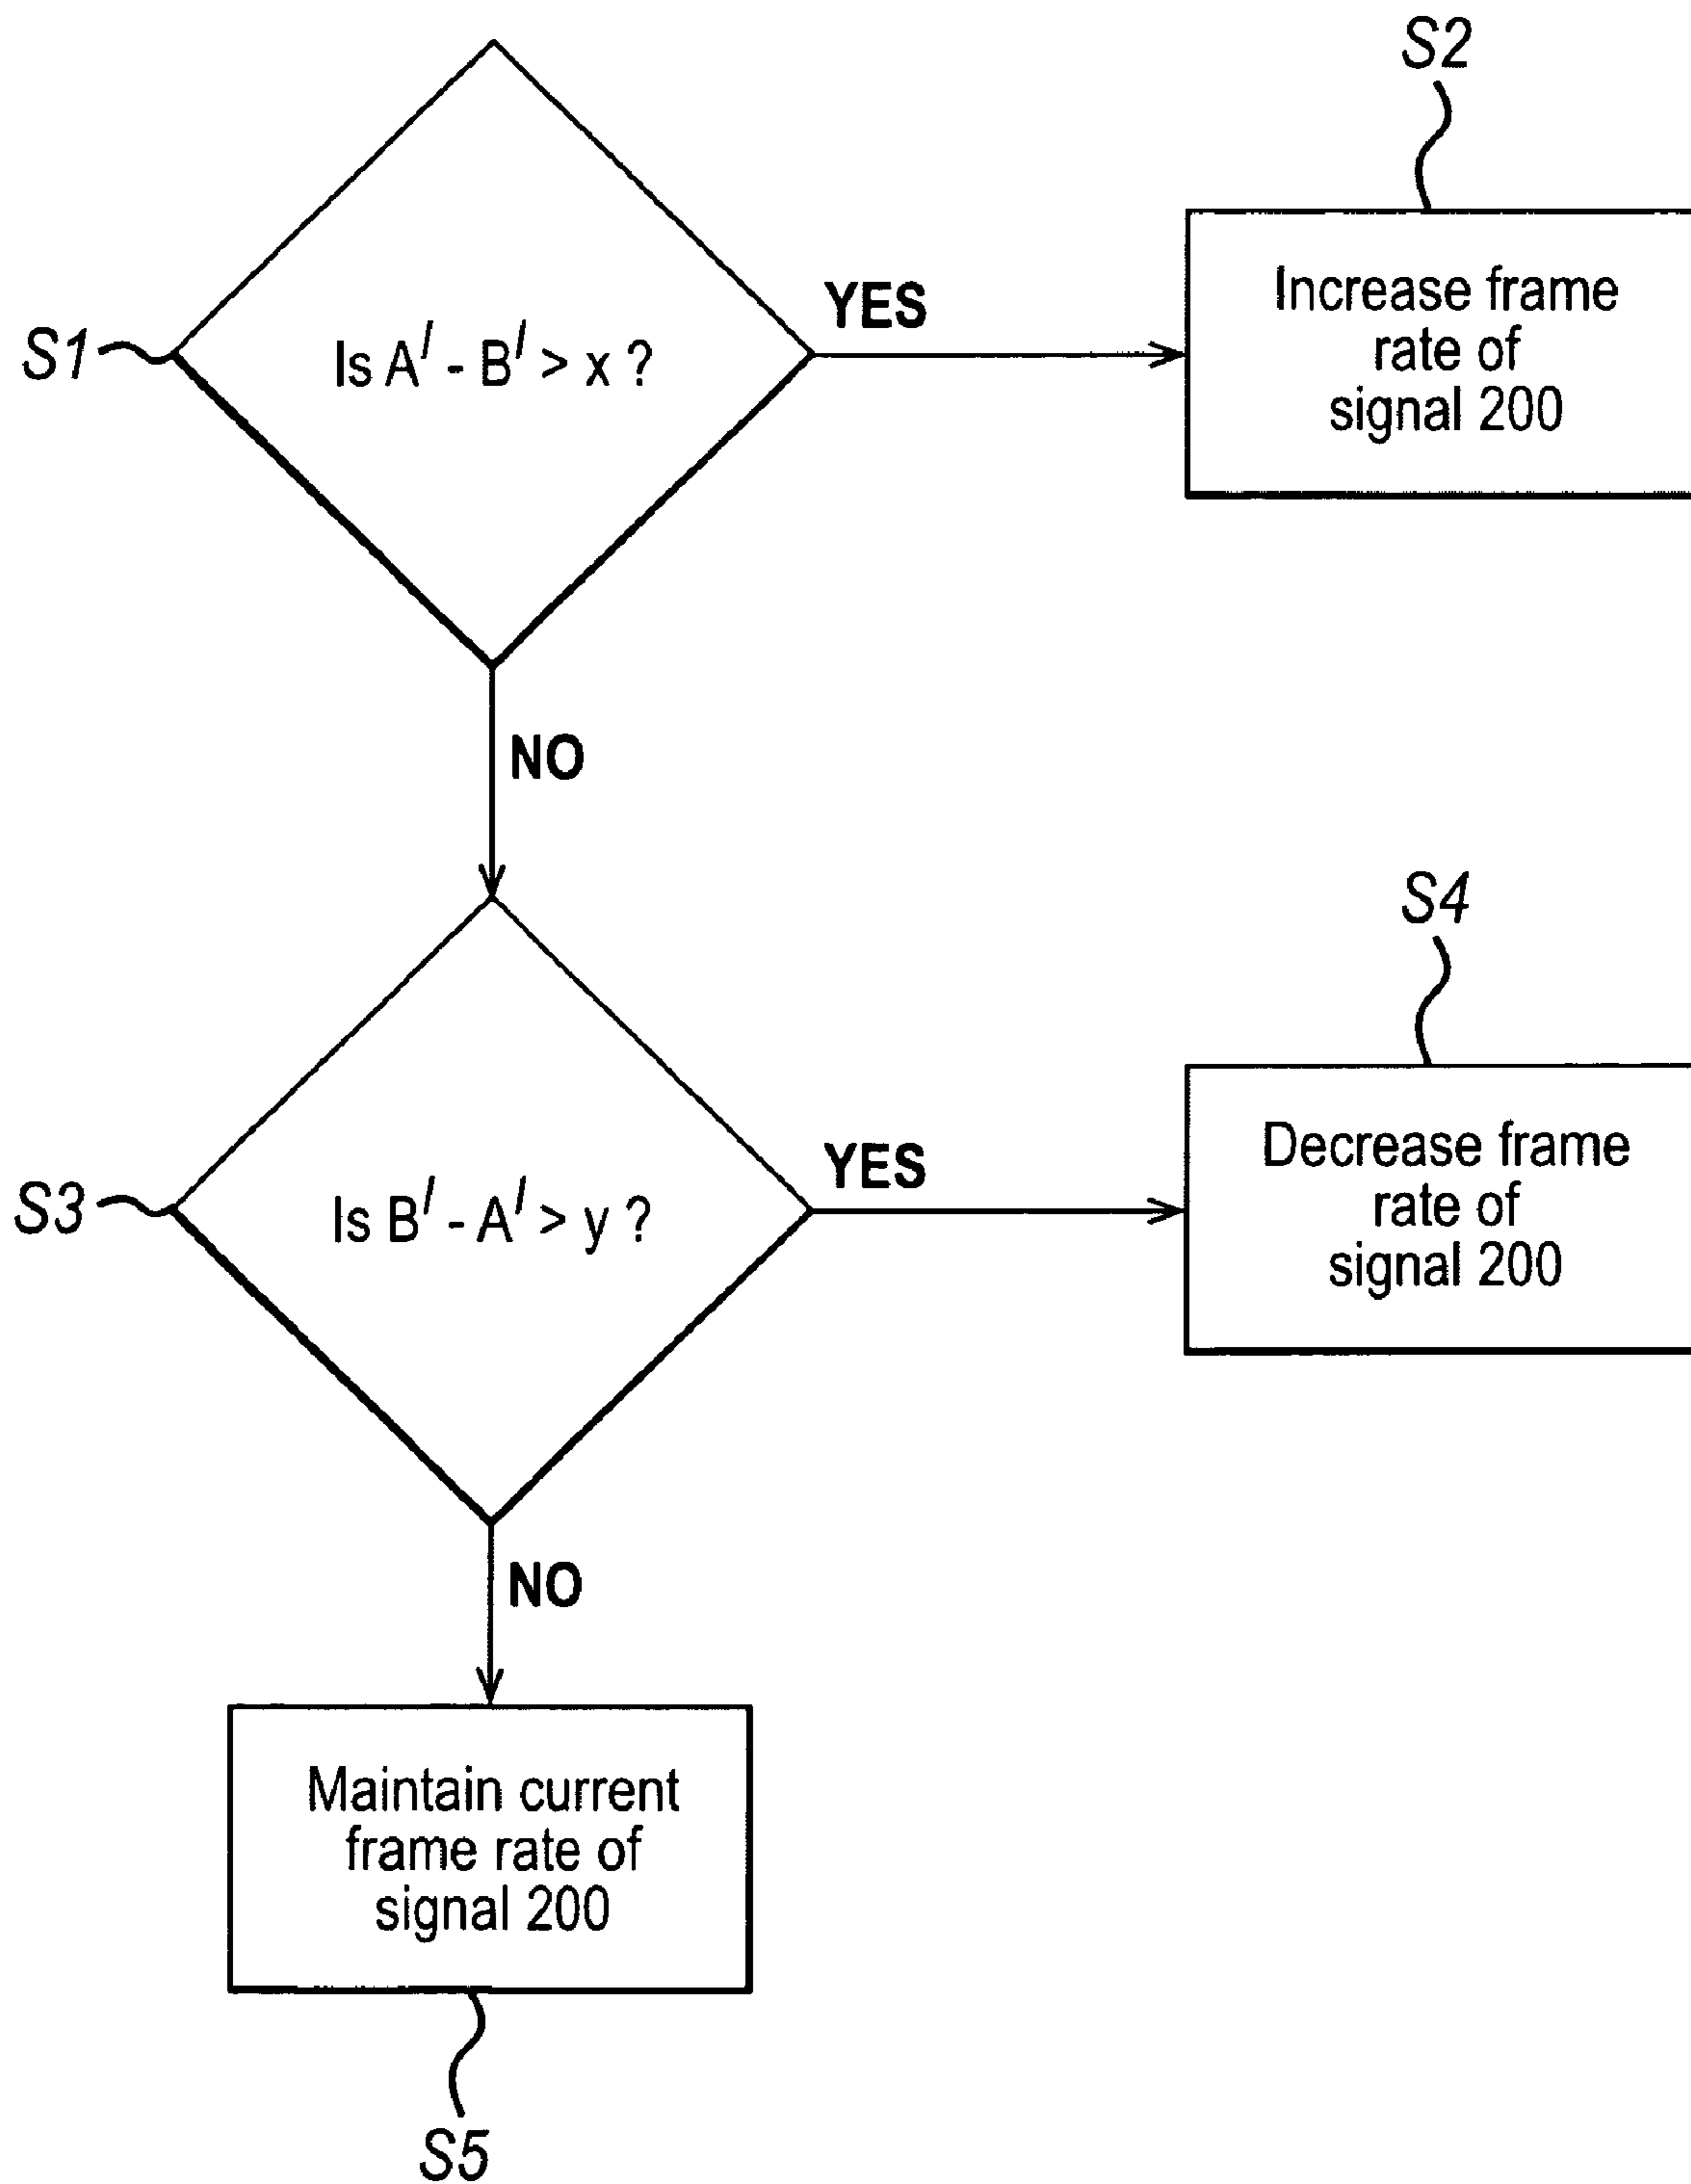 S2
S1
Is A′ - B′ > x ?
YES
Increase frame
rate of
signal 200
NO
S4
S3
Is B′ - A′ > y ?
YES
Decrease frame
rate of
signal 200
NO
Maintain current
frame rate of
signal 200
S5